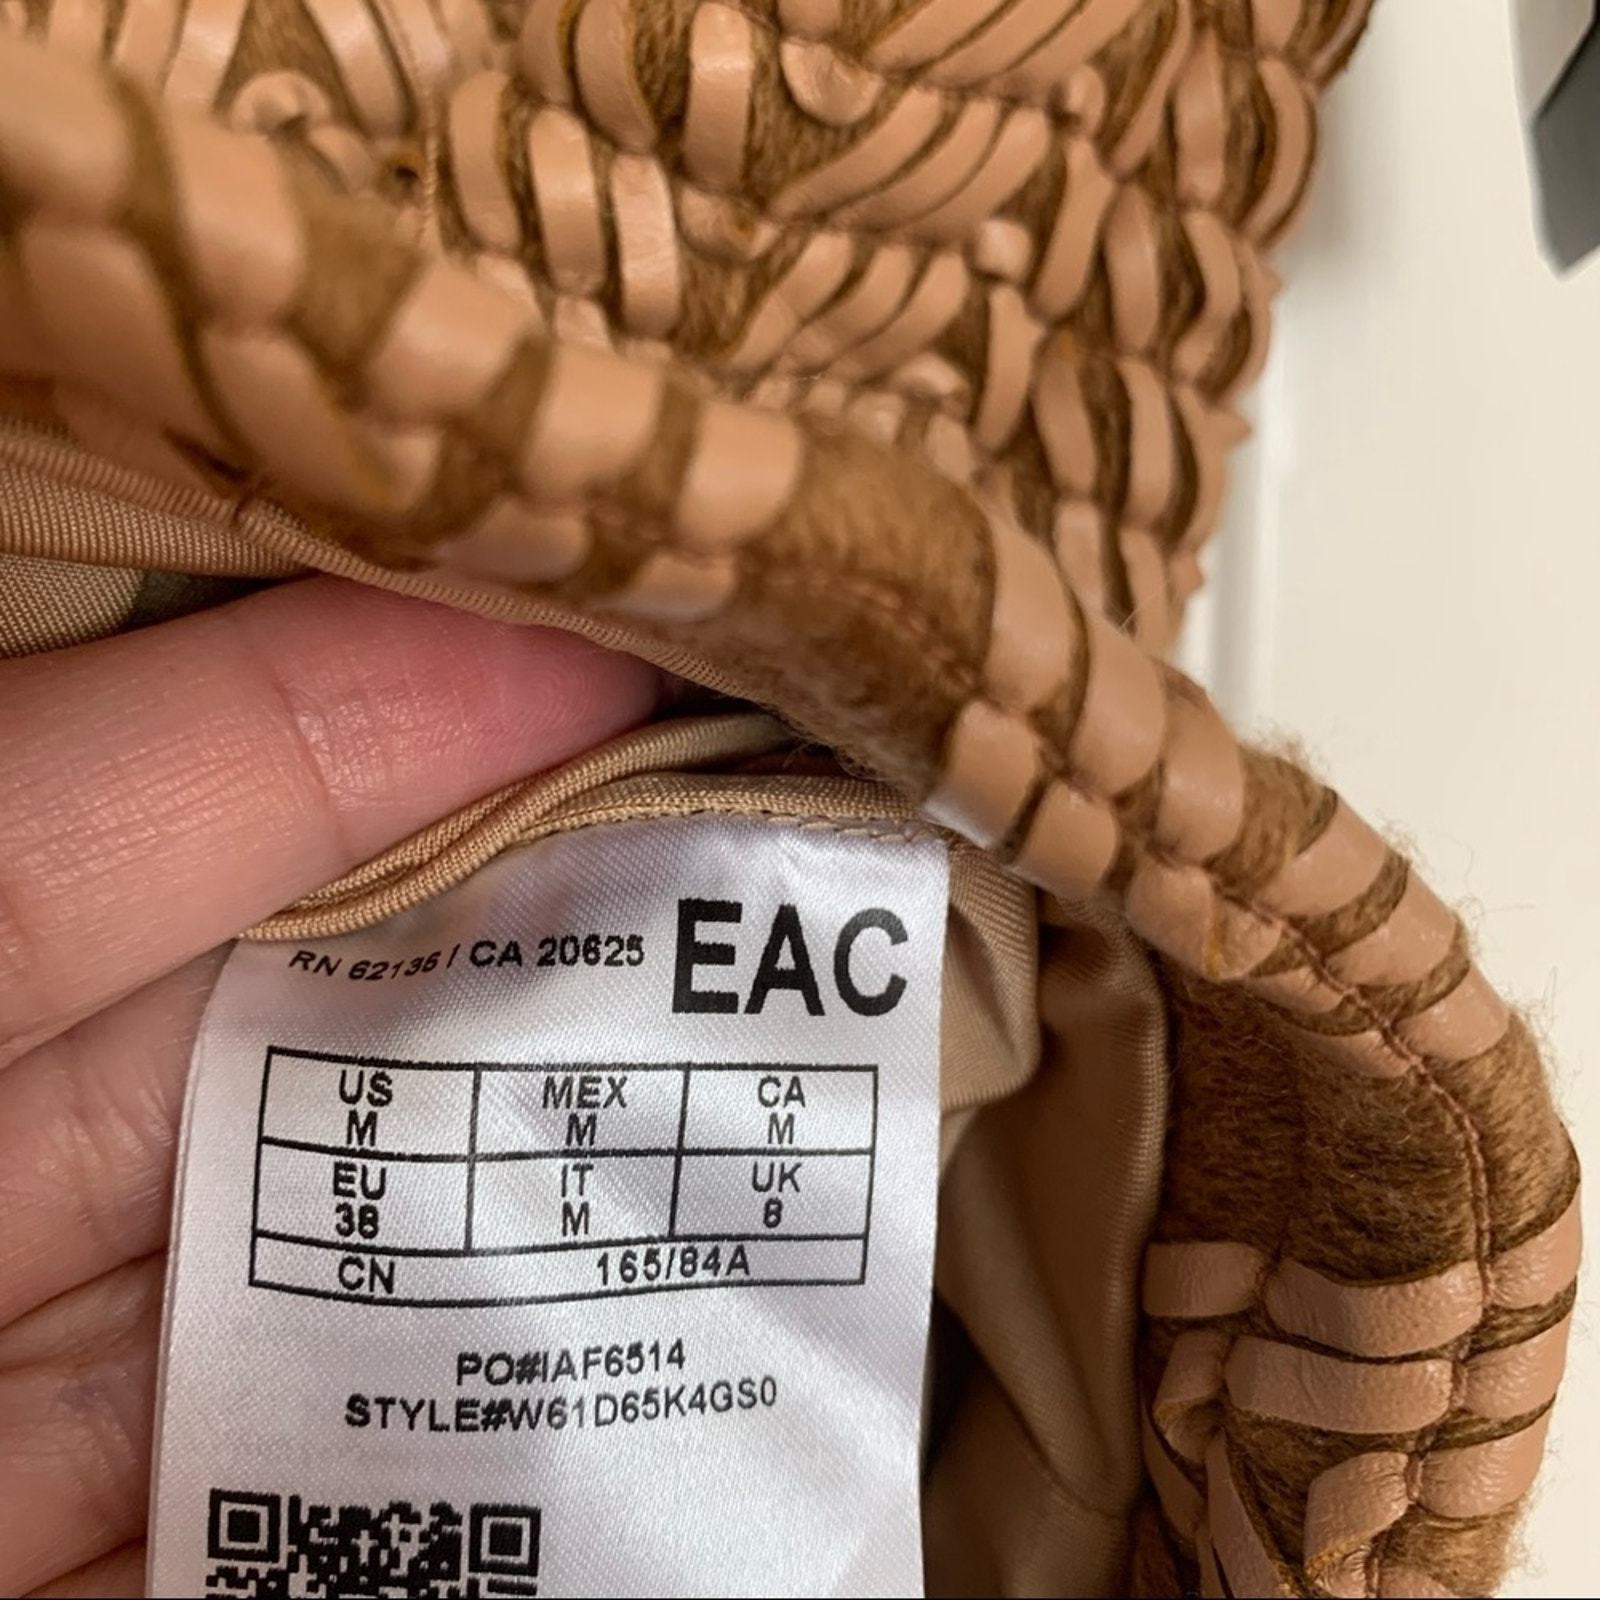 RN 62136 / CA 20625
EAC
US MEX CA
M M M
EU IT UK
38 M 8
CN 165/84A
PO#IAF6514
STYLE#W61D65K4GS0